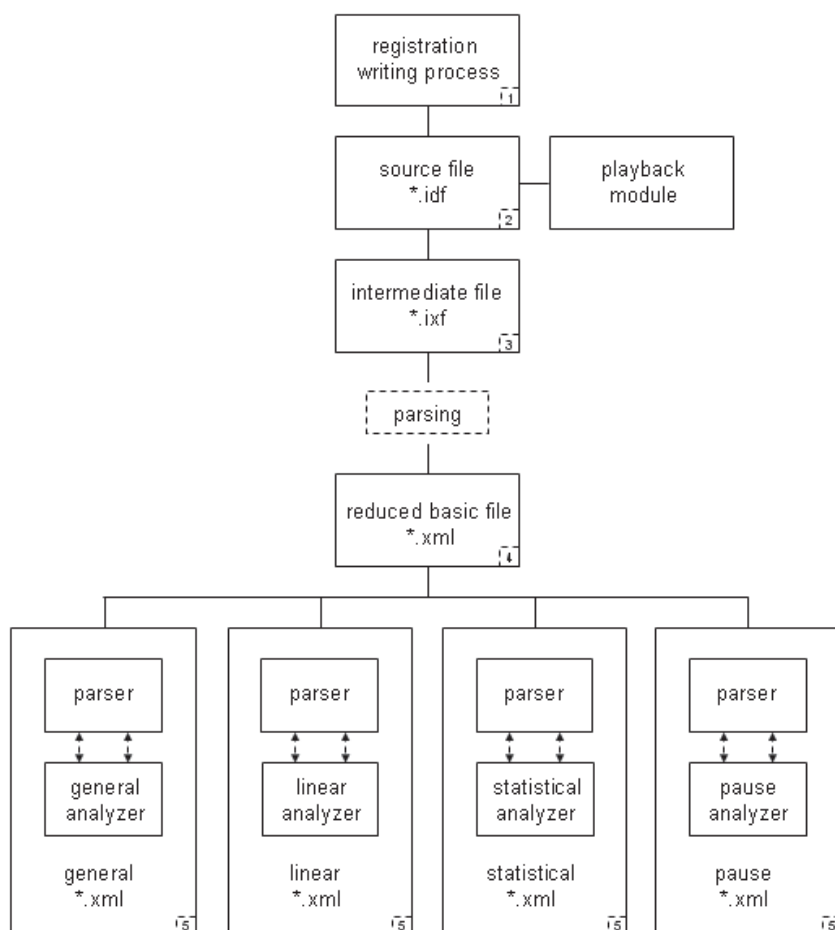 registration
writing process
1
source file
*.idf
2
playback
module
intermediate file
*.ixf
3
parsing
reduced basic file
*.xml
4
parser
general
analyzer
general
*.xml
5
parser
linear
analyzer
linear
*.xml
5
parser
statistical
analyzer
statistical
*.xml
5
parser
pause
analyzer
pause
*.xml
5